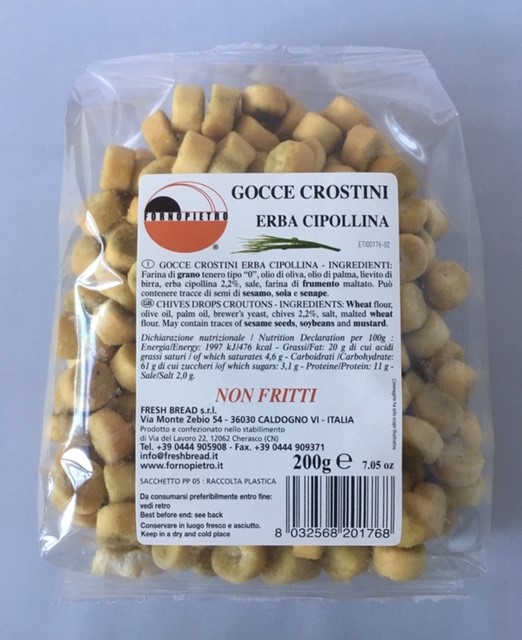 FORNOPIETRO
®
GOCCE CROSTINI
ERBA CIPOLLINA
ETI00176-02
I GOCCE CROSTINI ERBA CIPOLLINA - INGREDIENTI:
Farina di grano tenero tipo "0", olio di oliva, olio di palma, lievito di
birra, erba cipollina 2,2%, sale, farina di frumento maltato. Può
contenere tracce di semi di sesamo, soia e senape.
GB CHIVES DROPS CROUTONS - INGREDIENTS: Wheat flour,
olive oil, palm oil, brewer's yeast, chives 2,2%, salt, malted wheat
flour. May contain traces of sesame seeds, soybeans and mustard.
Dichiarazione nutrizionale / Nutrition Declaration per 100g :
Energia/Energy: 1997 kJ/476 kcal - Grassi/Fat: 20 g di cui acidi
grassi saturi / of which saturates 4,6 g - Carboidrati /Carbohydrate:
61 g di cui zuccheri /of which sugars: 3,1 g - Proteine/Protein: 11 g -
Sale/Salt 2,0 g.
NON FRITTI
FRESH BREAD s.r.l.
Via Monte Zebio 54 - 36030 CALDOGNO VI - ITALIA
Prodotto e confezionato nello stabilimento
di Via del Lavoro 22, 12062 Cherasco (CN)
Tel. +39 0444 905908 - Fax. +39 0444 909371
info@freshbread.it
www.fornopietro.it
200g e 7.05 oz
SACCHETTO PP 05 : RACCOLTA PLASTICA
Da consumarsi preferibilmente entro fine:
vedi retro
Best before end: see back
Conservare in luogo fresco e asciutto.
Keep in a dry and cold place
8 032568 201768